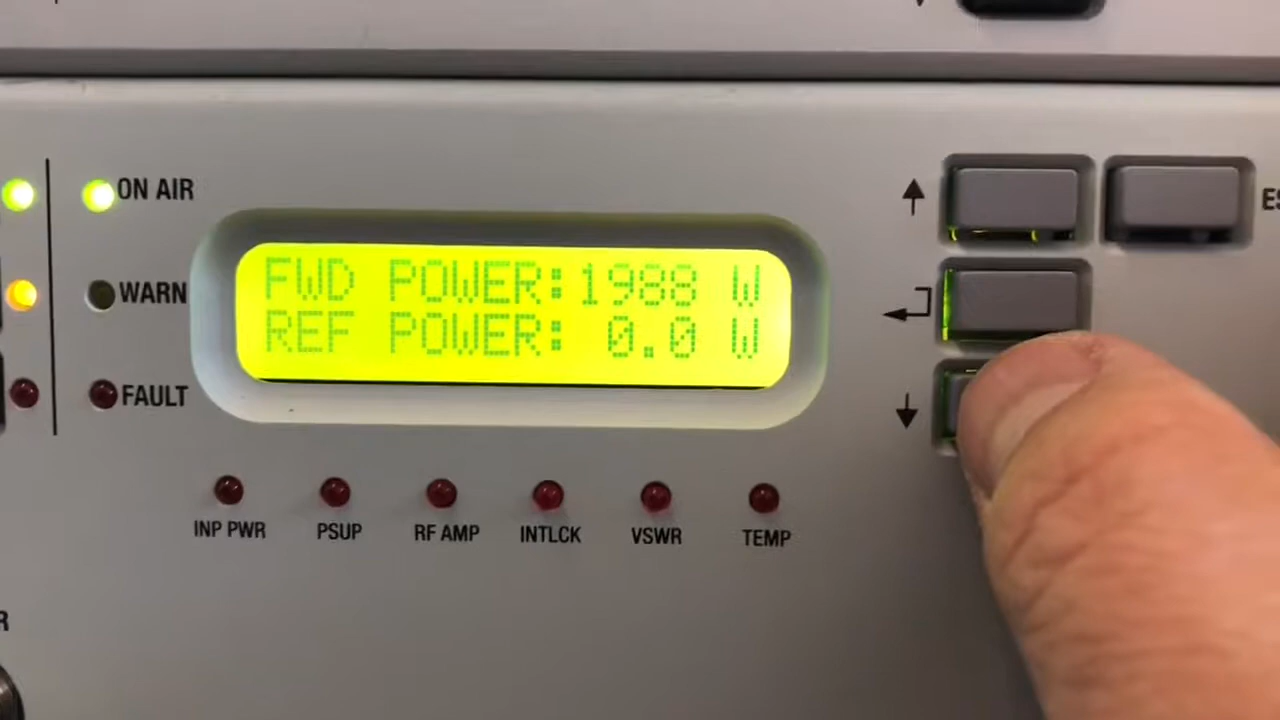 ON AIR
WARN
FAULT
FWD POWER:1988 W
REF POWER: 0.0 W
INP PWR
PSUP
RF AMP
INTLCK
VSWR
TEMP